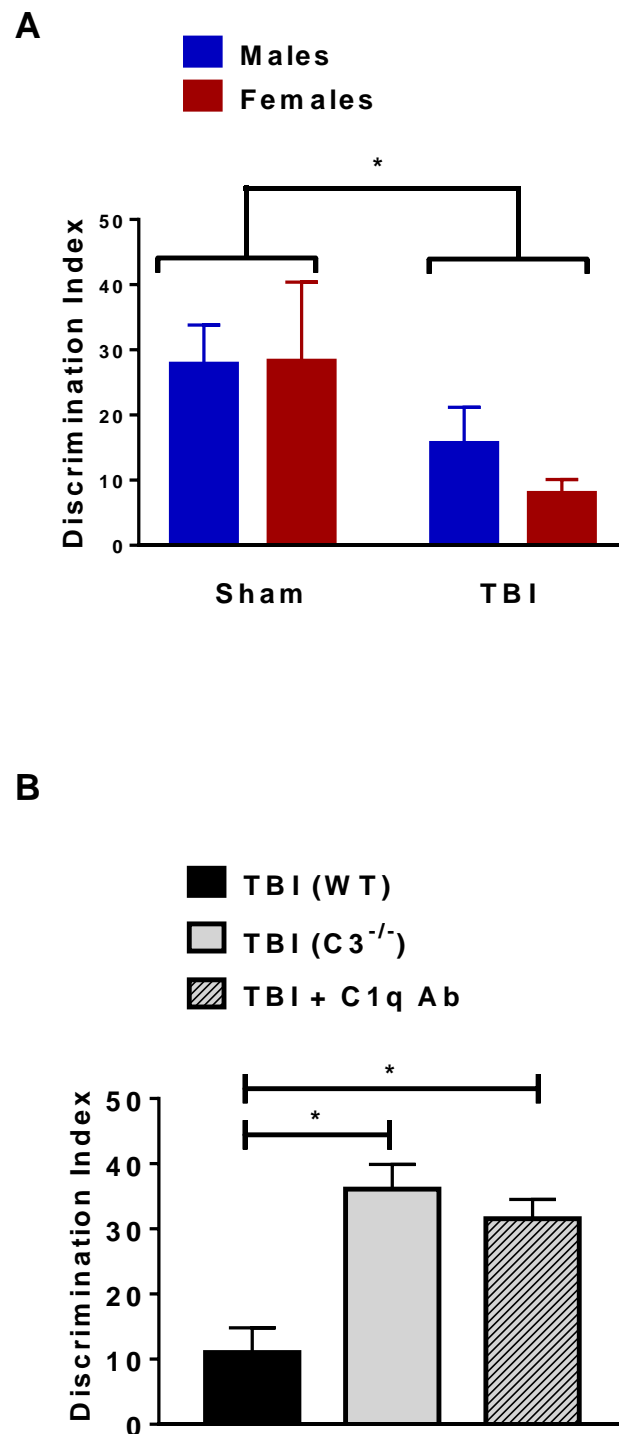 A
Males
Females
*
Discrimination Index
50
40
30
20
10
0
Sham TBI
B
TBI (WT)
TBI (C3-/-)
TBI + C1q Ab
*
*
Discrimination Index
50
40
30
20
10
0